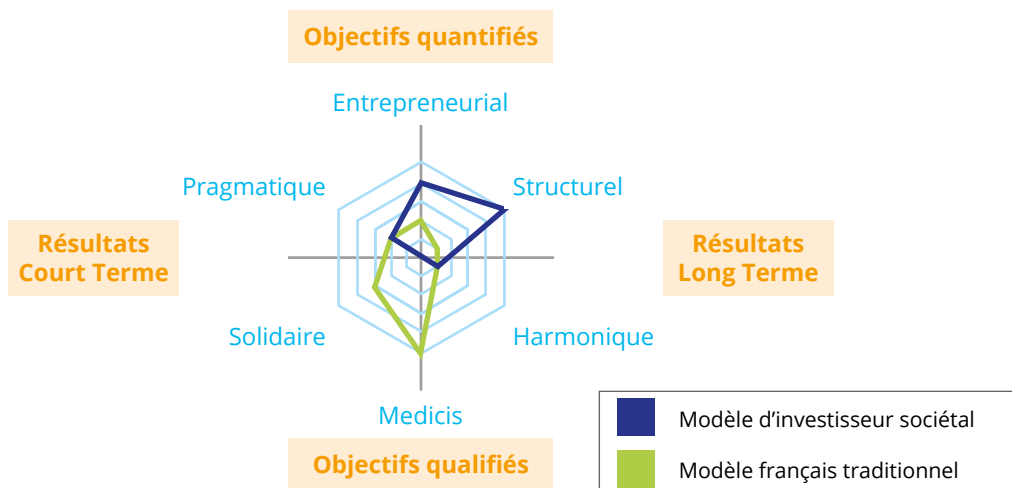 Objectifs quantifiés
Entrepreneurial
Pragmatique
Structurel
Résultats
Court Terme
Résultats
Long Terme
Solidaire
Harmonique
Medicis
Objectifs qualifiés
Modèle d’investisseur sociétal
Modèle français traditionnel